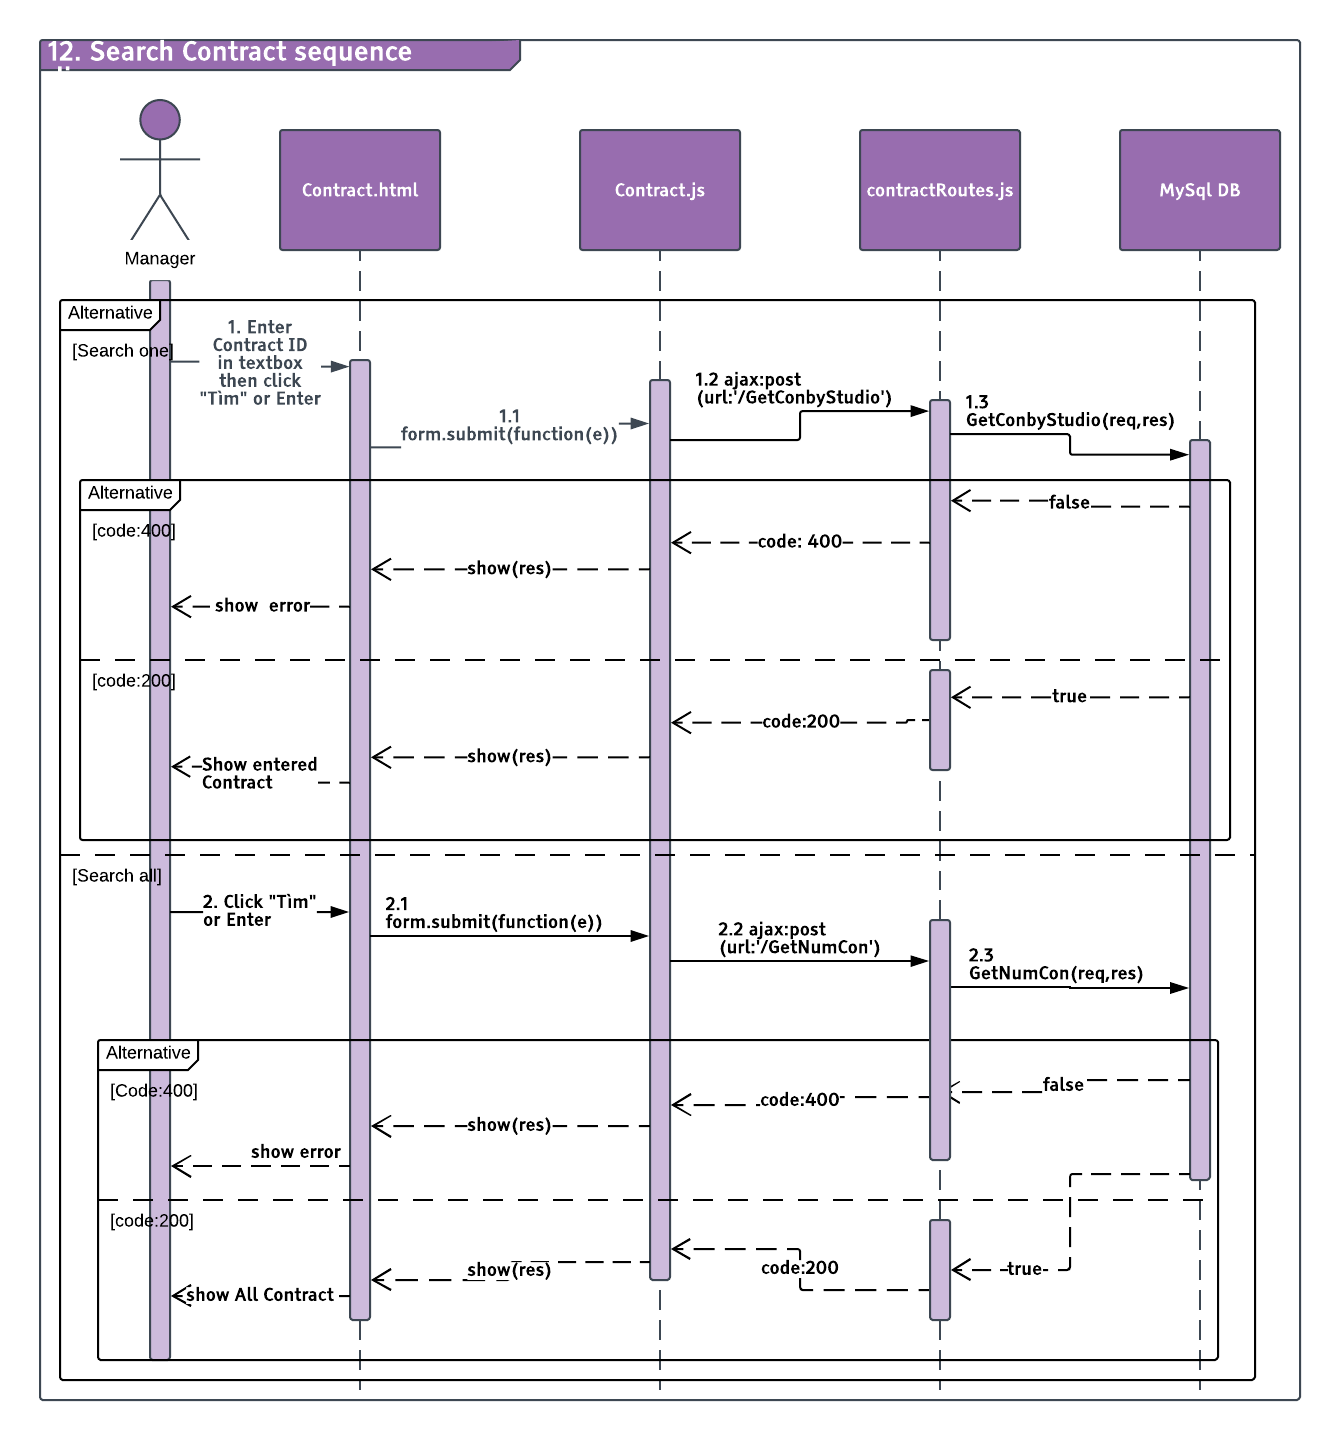 12. Search Contract sequence
Manager
Contract.html
Contract.js
contractRoutes.js
MySql DB
Alternative
[Search one]
1. Enter
Contract ID
in textbox
then click
"Tìm" or Enter
1.1
form.submit(function(e))
1.2 ajax:post
(url:'/GetConbyStudio')
1.3
GetConbyStudio(req,res)
Alternative
[code:400]
false
code: 400
show(res)
show  error
[code:200]
true
code:200
show(res)
Show entered
Contract
[Search all]
2. Click "Tìm"
or Enter
2.1
form.submit(function(e))
2.2 ajax:post
(url:'/GetNumCon')
2.3
GetNumCon(req,res)
Alternative
[Code:400]
false
code:400
show(res)
show error
[code:200]
true
code:200
show(res)
show All Contract